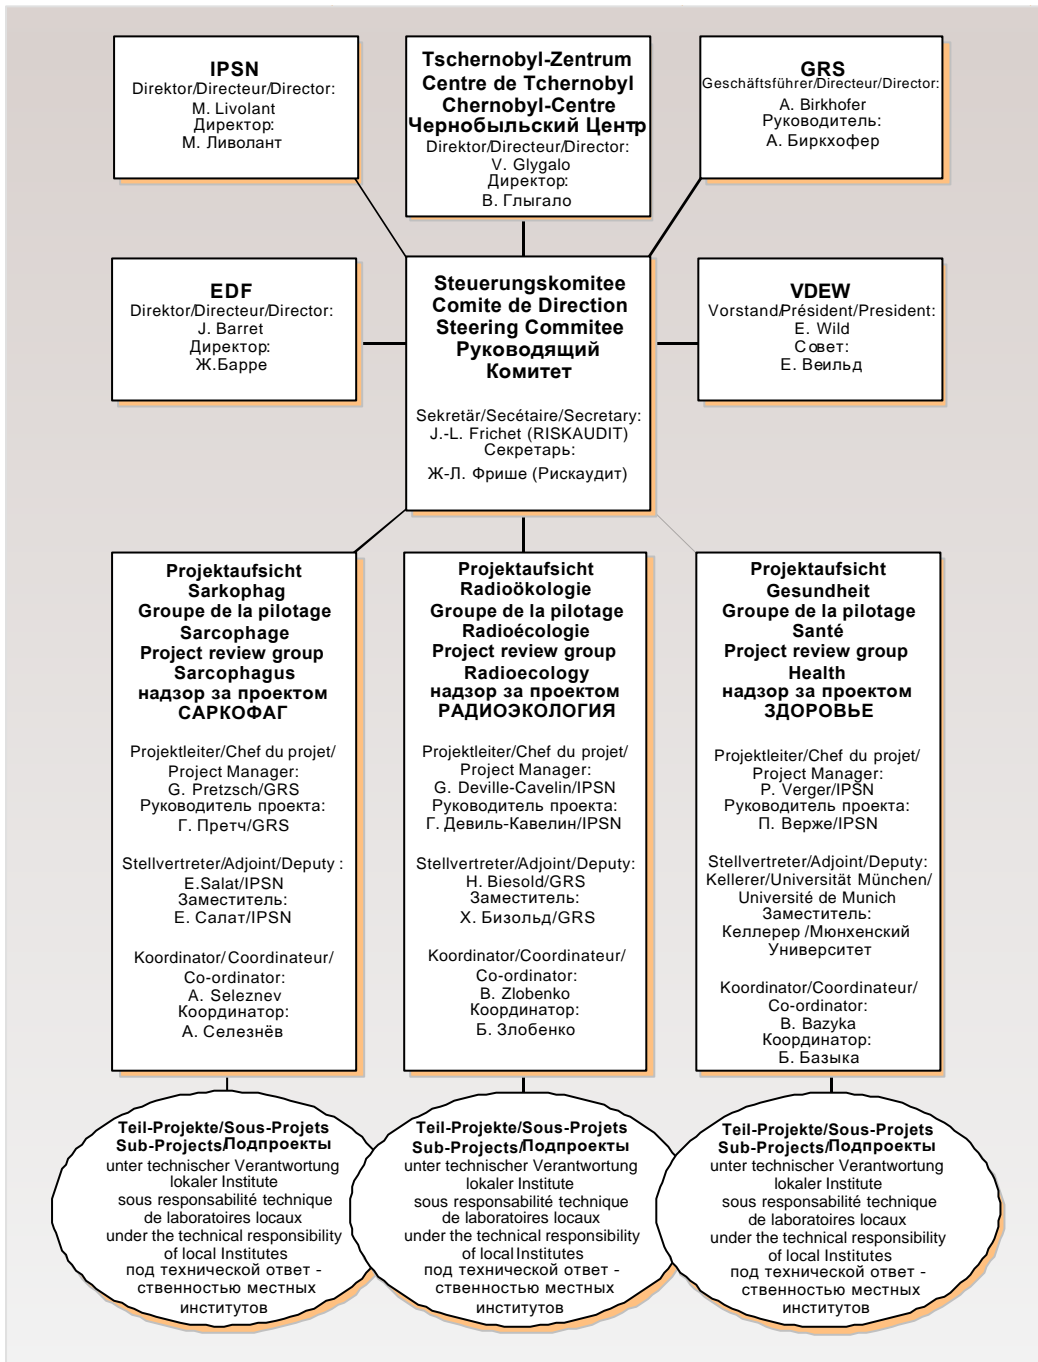 IPSN
Direktor/Directeur/Director:
M. Livolant
Директор:
М. Ливолант
Tschernobyl-Zentrum
Centre de Tchernobyl
Chernobyl-Centre
Чернобыльский Центр
Direktor/Directeur/Director:
V. Glygalo
Директор:
В. Глыгало
GRS
Geschäftsführer/Directeur/Director:
A. Birkhofer
Руководитель:
А. Биркхофер
EDF
Direktor/Directeur/Director:
J. Barret
Директор:
Ж.Барре
Steuerungskomitee
Comite de Direction
Steering Commitee
Руководящий
Комитет
Sekretär/Secétaire/Secretary:
J.-L. Frichet (RISKAUDIT)
Секретарь:
Ж-Л. Фрише (Рискаудит)
VDEW
Vorstand/Président/President:
E. Wild
Совет:
Е. Веильд
Projektaufsicht
Sarkophag
Groupe de la pilotage
Sarcophage
Project review group
Sarcophagus
надзор за проектом
САРКОФАГ
Projektleiter/Chef du projet/
Project Manager:
G. Pretzsch/GRS
Руководитель проекта:
Г. Претч/GRS
Stellvertreter/Adjoint/Deputy :
E.Salat/IPSN
Заместитель:
Е. Салат/IPSN
Koordinator/Coordinateur/
Co-ordinator:
A. Seleznev
Координатор:
А. Селезнёв
Projektaufsicht
Radioökologie
Groupe de la pilotage
Radioécologie
Project review group
Radioecology
надзор за проектом
РАДИОЭКОЛОГИЯ
Projektleiter/Chef du projet/
Project Manager:
G. Deville-Cavelin/IPSN
Руководитель проекта:
Г. Девиль-Кавелин/IPSN
Stellvertreter/Adjoint/Deputy:
H. Biesold/GRS
Заместитель:
Х. Бизольд/GRS
Koordinator/Coordinateur/
Co-ordinator:
B. Zlobenko
Координатор:
Б. Злобенко
Projektaufsicht
Gesundheit
Groupe de la pilotage
Santé
Project review group
Health
надзор за проектом
ЗДОРОВЬЕ
Projektleiter/Chef du projet/
Project Manager:
P. Verger/IPSN
Руководитель проекта:
П. Верже/IPSN
Stellvertreter/Adjoint/Deputy:
Kellerer/Universität München/
Université de Munich
Заместитель:
Келлерер /Мюнхенский
Университет
Koordinator/Coordinateur/
Co-ordinator:
B. Bazyka
Координатор:
Б. Базыка
Teil-Projekte/Sous-Projets
Sub-Projects/Подпроекты
unter technischer Verantwortung
lokaler Institute
sous responsabilité technique
de laboratoires locaux
under the technical responsibility
of local Institutes
под технической ответ -
ственностью местных
институтов
Teil-Projekte/Sous-Projets
Sub-Projects/Подпроекты
unter technischer Verantwortung
lokaler Institute
sous responsabilité technique
de laboratoires locaux
under the technical responsibility
of local Institutes
под технической ответ -
ственностью местных
институтов
Teil-Projekte/Sous-Projets
Sub-Projects/Подпроекты
unter technischer Verantwortung
lokaler Institute
sous responsabilité technique
de laboratoires locaux
under the technical responsibility
of local Institutes
под технической ответ -
ственностью местных
институтов